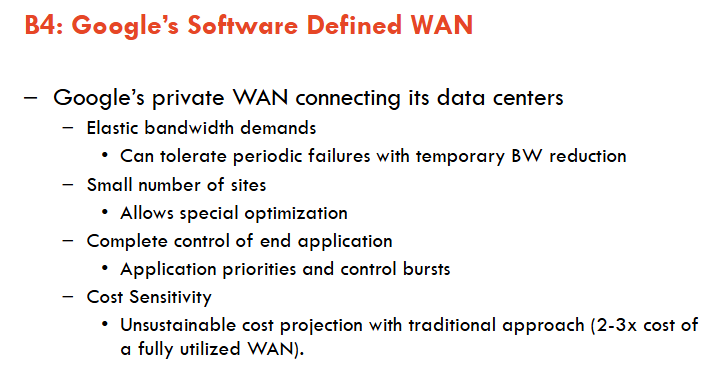 B4: Google's Software Defined WAN
– Google's private WAN connecting its data centers
– Elastic bandwidth demands
• Can tolerate periodic failures with temporary BW reduction
– Small number of sites
• Allows special optimization
– Complete control of end application
• Application priorities and control bursts
– Cost Sensitivity
• Unsustainable cost projection with traditional approach (2-3x cost of
a fully utilized WAN).